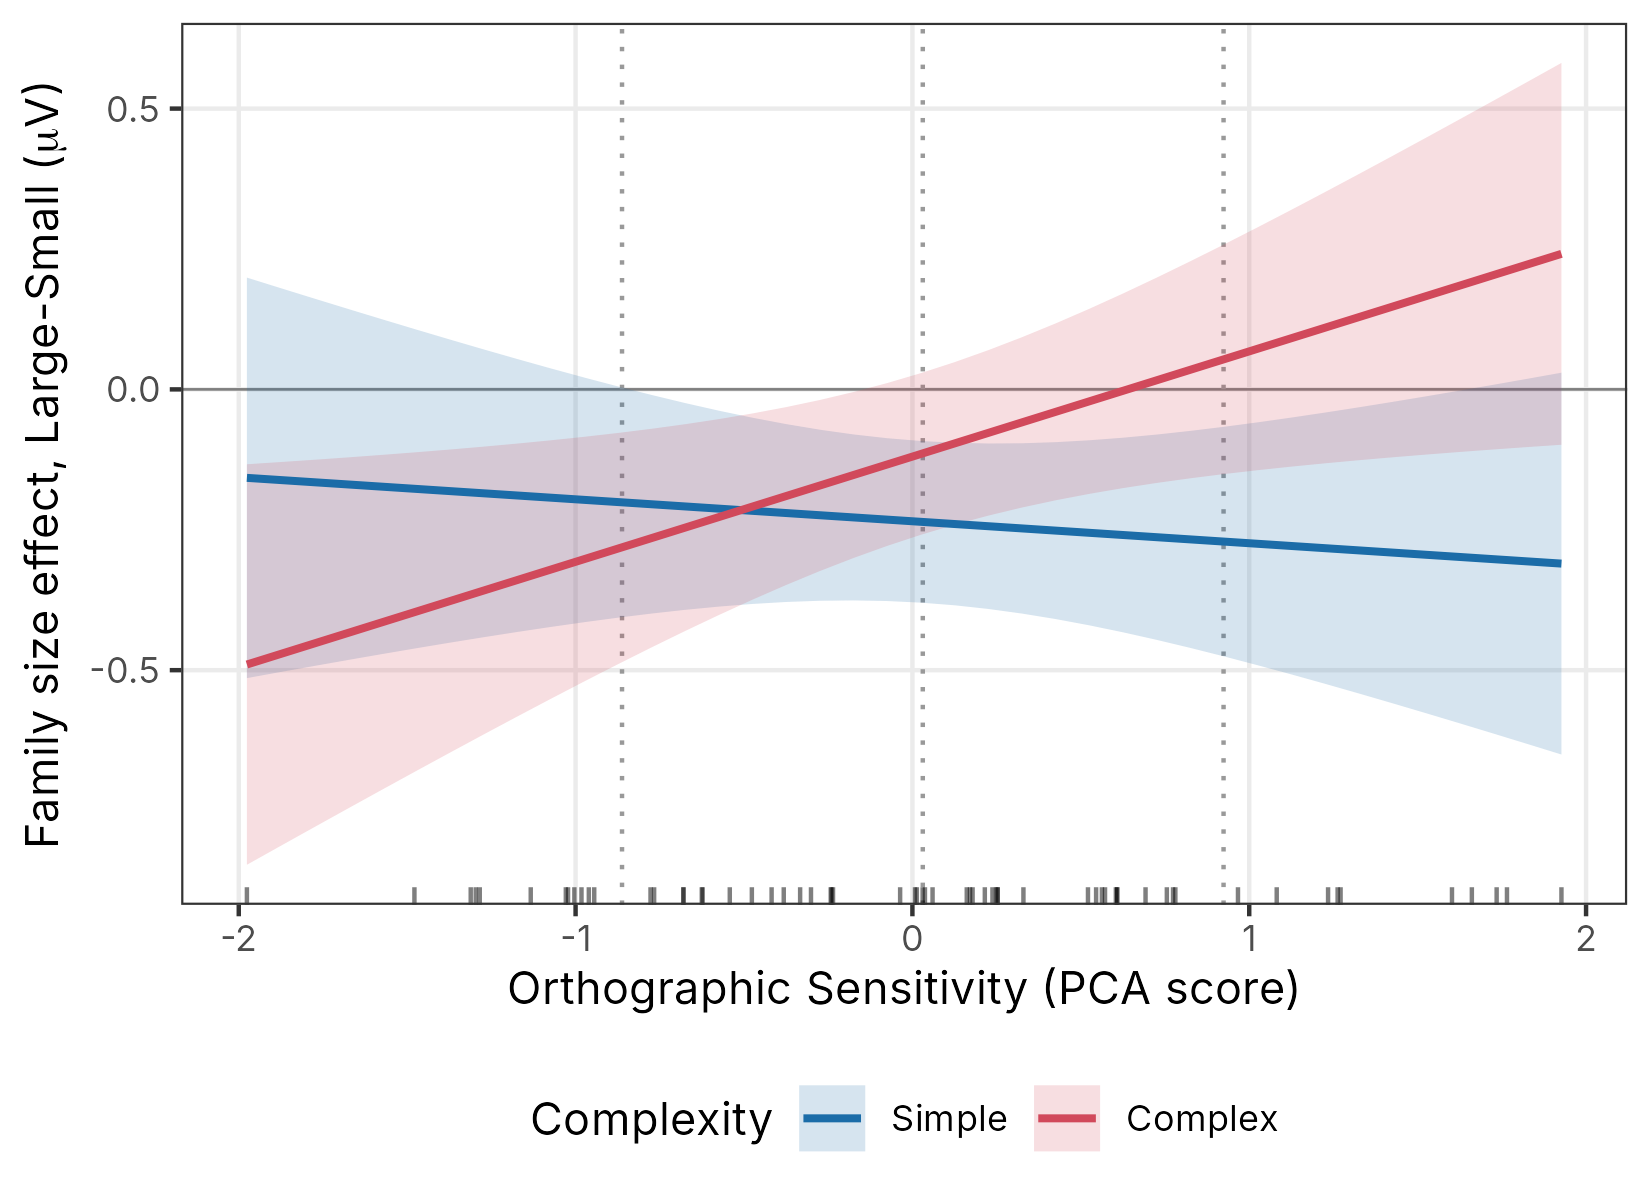 Family size effect, Large-Small (μV)
0.5
0.0
-0.5
-2
-1
0
1
2
Orthographic Sensitivity (PCA score)
Complexity
Simple
Complex